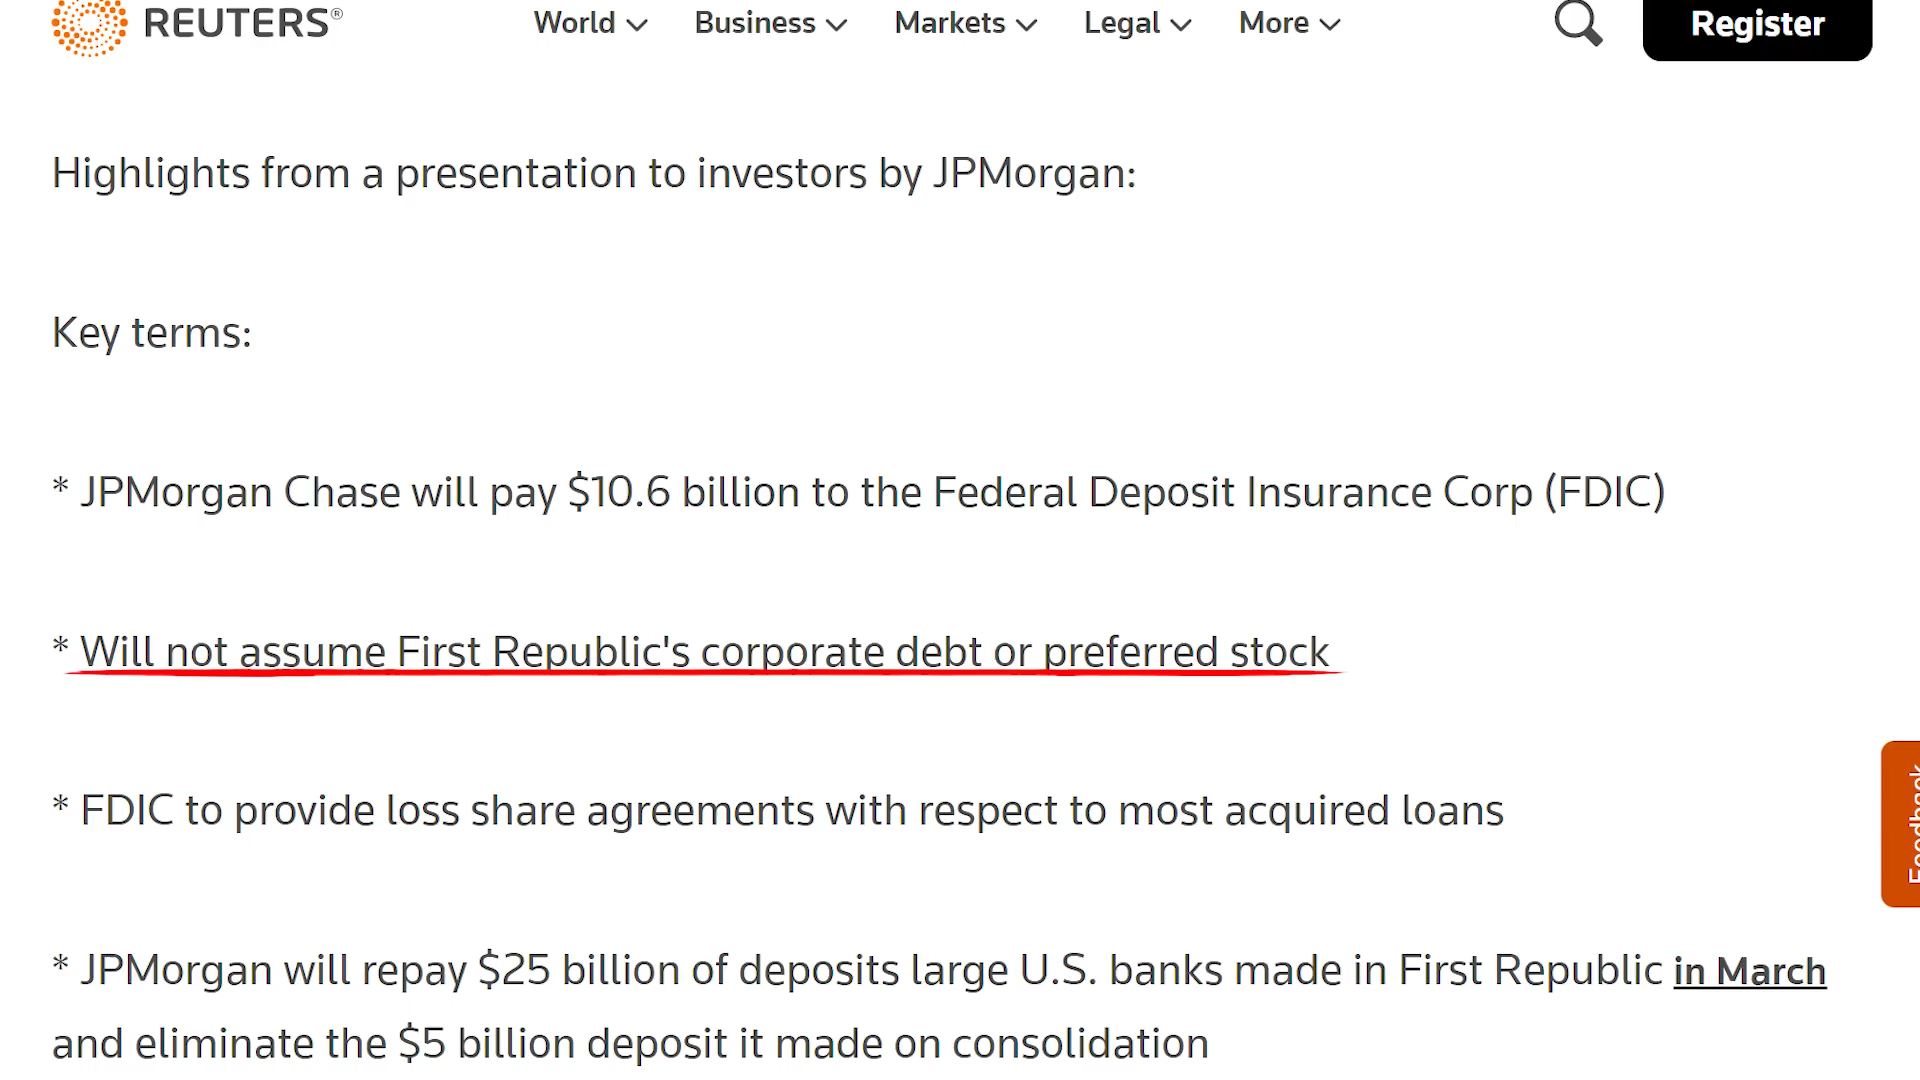 REUTERS®
World
Business
Markets
Legal
More
Register
Highlights from a presentation to investors by JPMorgan:
Key terms:
* JPMorgan Chase will pay $10.6 billion to the Federal Deposit Insurance Corp (FDIC)
* Will not assume First Republic's corporate debt or preferred stock
* FDIC to provide loss share agreements with respect to most acquired loans
Feedback
* JPMorgan will repay $25 billion of deposits large U.S. banks made in First Republic in March
and eliminate the $5 billion deposit it made on consolidation